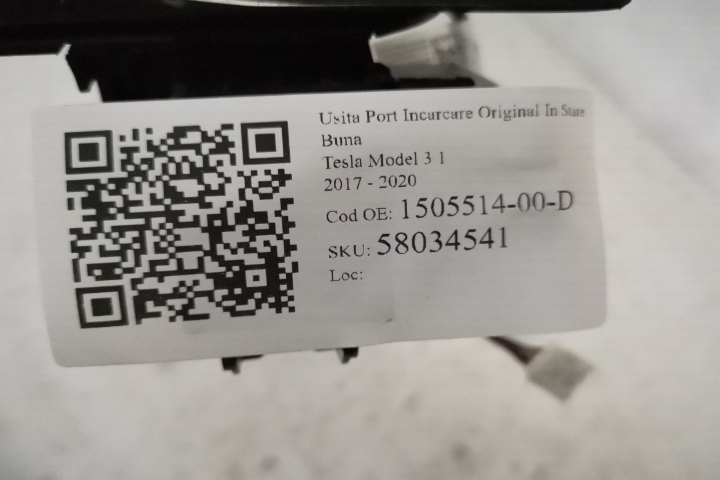 Usita Port Incarcare Original In Stare
Buna
Tesla Model 3 1
2017 - 2020
Cod OE: 1505514-00-D
SKU: 58034541
Loc: